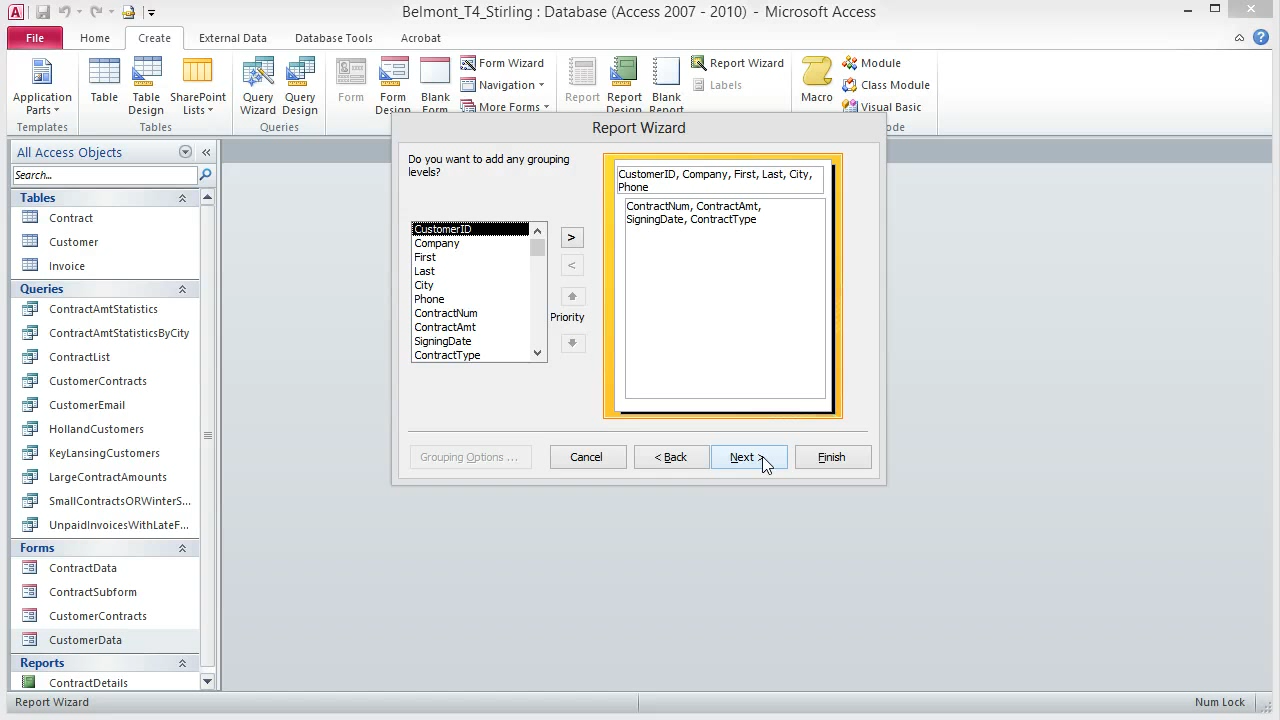 Belmont_T4_Stirling : Database (Access 2007 - 2010) - Microsoft Access
File Home Create External Data Database Tools Acrobat
Application Parts
Table
Table Design
SharePoint Lists
Query Wizard
Query Design
Form
Form Design
Blank Form
Form Wizard
Navigation
More Forms
Report
Report Design
Blank Report
Report Wizard
Labels
Macro
Module
Class Module
Visual Basic
Templates
Tables
Queries
ode
All Access Objects
Search...
Tables
Contract
Customer
Invoice
Queries
ContractAmtStatistics
ContractAmtStatisticsByCity
ContractList
CustomerContracts
CustomerEmail
HollandCustomers
KeyLansingCustomers
LargeContractAmounts
SmallContractsORWinterS...
UnpaidInvoicesWithLateF...
Forms
ContractData
ContractSubform
CustomerContracts
CustomerData
Reports
ContractDetails
Report Wizard
Do you want to add any grouping
levels?
CustomerID
Company
First
Last
City
Phone
ContractNum
ContractAmt
SigningDate
ContractType
>
<
Priority
CustomerID, Company, First, Last, City,
Phone
ContractNum, ContractAmt,
SigningDate, ContractType
Grouping Options ... Cancel < Back Next > Finish
Report Wizard Num Lock